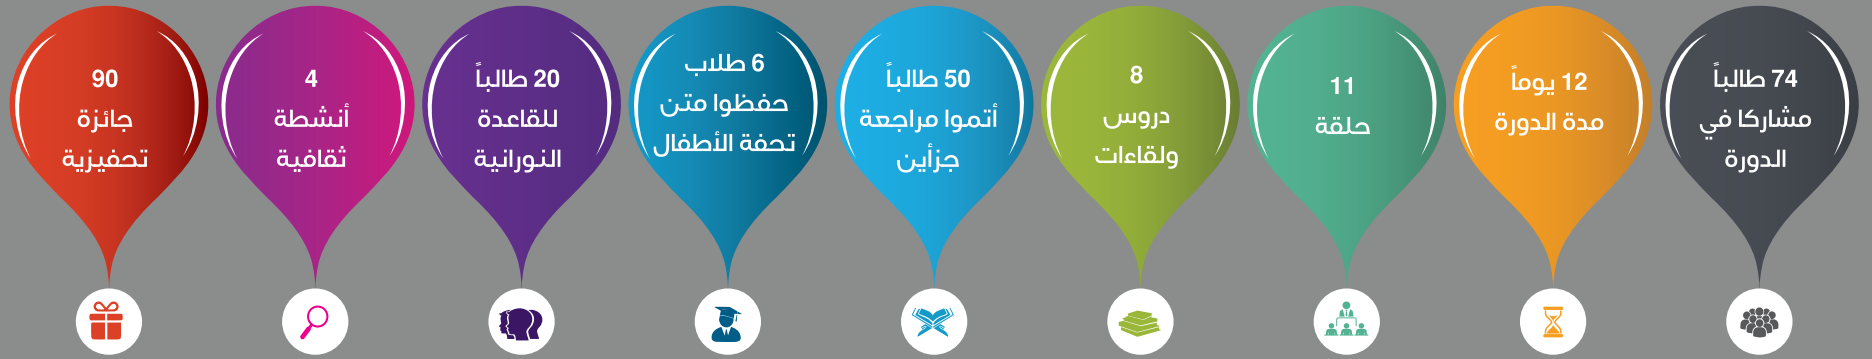 74 طالباً
مشاركا في
الدورة
12 يوماً
مدة الدورة
11
حلقة
8
دروس
ولقاءات
50 طالباً
أتموا مراجعة
جزأين
6 طلاب
حفظوا متن
تحفة الأطفال
20 طالباً
للقاعدة
النورانية
4
أنشطة
ثقافية
90
جائزة
تحفيزية